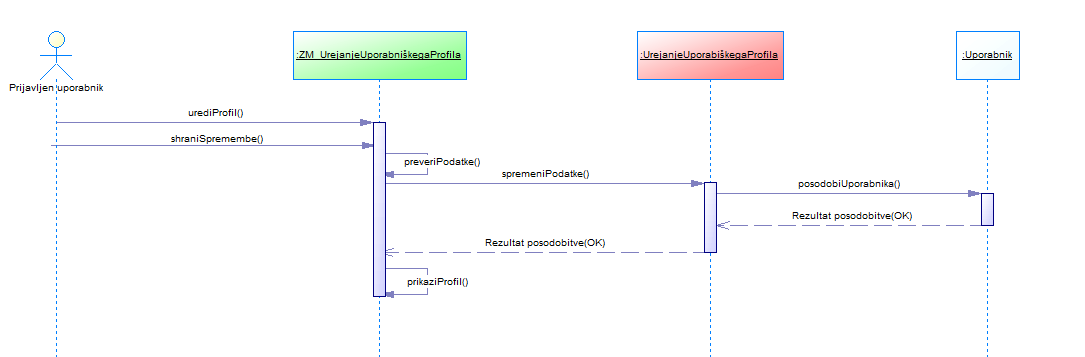 :ZM_UrejanjeUporabniškegaProfila
:UrejanjeUporabiškegaProfila
:Uporabnik
Prijavljen uporabnik
urediProfil()
shraniSpremembe()
preveriPodatke()
spremeniPodatke()
posodobiUporabnika()
Rezultat posodobitve(OK)
Rezultat posodobitve(OK)
prikaziProfil()